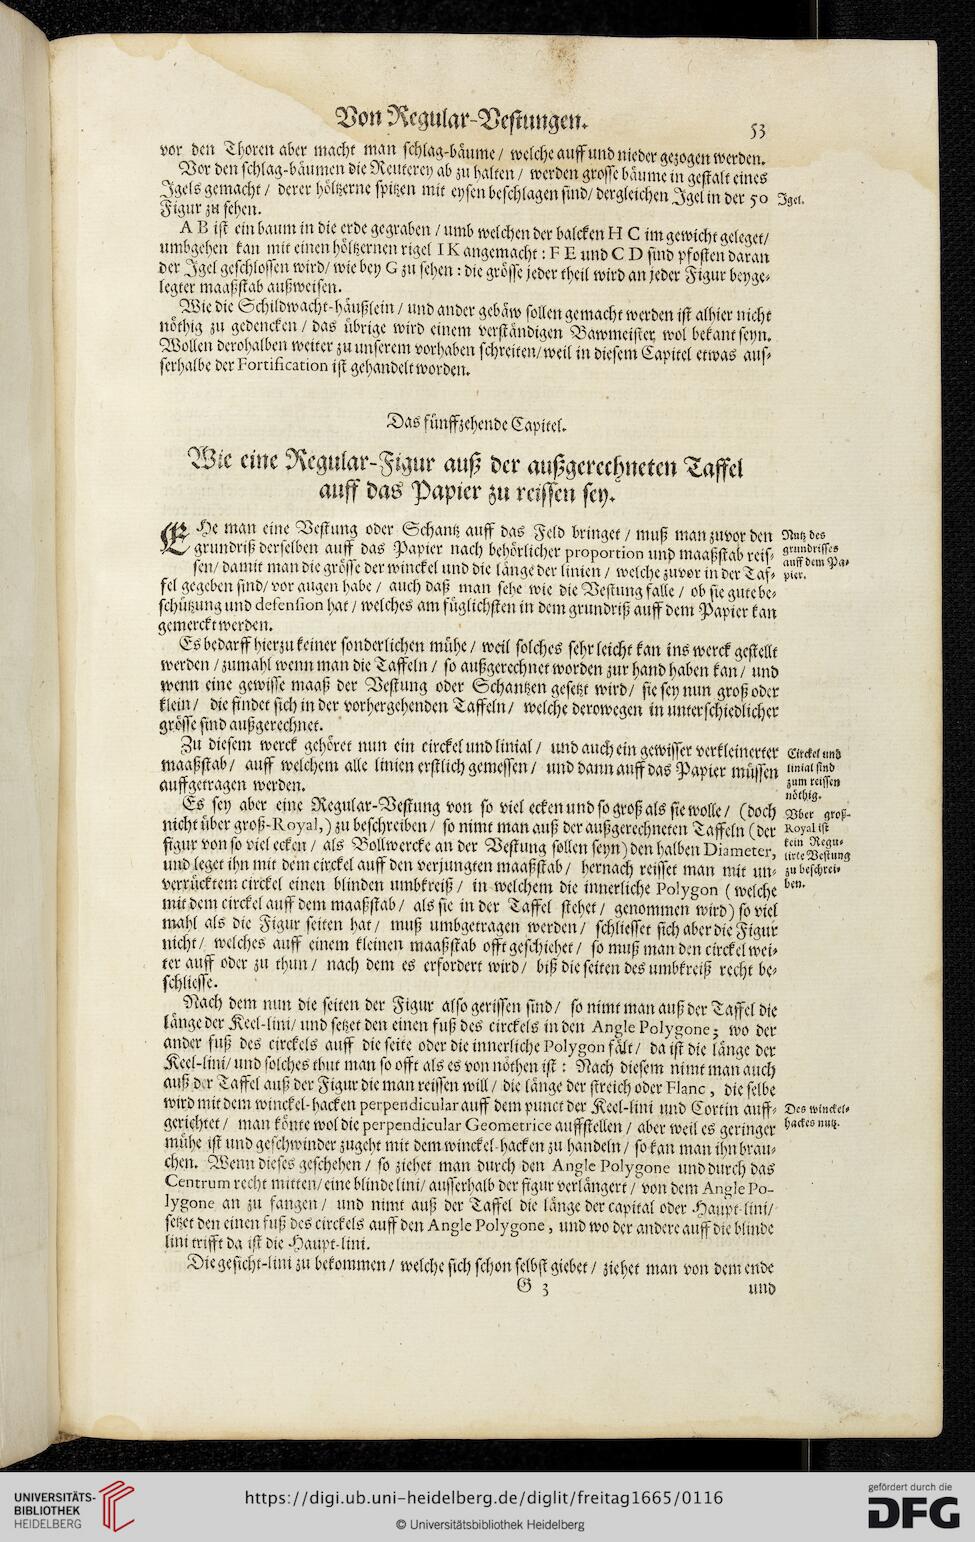 Von Regular-Vestungen.
53
vor den Thoren aber macht man schlag-bäume / welche auff und nieder gezogen werden.
Vor den schlag-bäumen die Reuterey ab zu halten / werden grosse bäume in gestalt eines
Igels gemacht / derer höltzerne spitzen mit eysen beschlagen sind / dergleichen Igel in der 50
Igel.
Figur zu sehen.
A B ist ein baum in die erde gegraben / umb welchen der balcken H C im gewicht geleget /
umbgehen kan mit einen höltzernen rigel I K angemacht : F E und C D sind pfosten daran
der Igel geschlossen wird / wie bey G zu sehen : die grösse jeder theil wird an jeder Figur beyge-
legter maaßstab außweisen.
Wie die Schildwacht-häußlein / und ander gebäw sollen gemacht werden ist alhier nicht
nöthig zu gedencken / das übrige wird einem verständigen Bawmeister wol bekant seyn.
Wollen derohalben weiter zu unserem vorhaben schreiten / weil in diesem Capitel etwas aus-
serhalbe der Fortification ist gehandelt worden.
Das fünffzehende Capitel.
Wie eine Regular-Figur auß der außgerechneten Taffel
auff das Papier zu reissen sey.
EHe man eine Vestung oder Schantz auff das Feld bringet / muß man zuvor den
grundriß derselben auff das Papier nach behörlicher proportion und maaßstab reis-
sen / damit man die grösse der winckel und die länge der linien / welche zuvor in der Taf-
fel gegeben sind / vor augen habe / auch daß man sehe wie die Vestung falle / ob sie gute be-
schützung und defension hat / welches am füglichsten in dem grundriß auff dem Papier kan
gemerckt werden.
Nutz des
grundrisses
auff dem Pa-
pier.
Es bedarff hierzu keiner sonderlichen mühe / weil solches sehr leicht kan ins werck gestellt
werden / zumahl wenn man die Taffeln / so außgerechnet worden zur hand haben kan / und
wenn eine gewisse maaß der Vestung oder Schantzen gesetzt wird / sie sey nun groß oder
klein / die findet sich in der vorhergehenden Taffeln / welche derowegen in unterschiedlicher
grösse sind außgerechnet.
Zu diesem werck gehöret nun ein circkel und linial / und auch ein gewisser verkleinerter
maaßstab / auff welchem alle linien erstlich gemessen / und dann auff das Papier müssen
auffgetragen werden.
Circkel und
linial sind
zum reissen
nöthig.
Es sey aber eine Regular-Vestung von so viel ecken und so groß als sie wolle / (doch
nicht über groß-Royal,) zu beschreiben / so nimt man auß der außgerechneten Taffeln (der
figur von so viel ecken / als Bollwercke an der Vestung sollen seyn) den halben Diameter,
und leget ihn mit dem circkel auff den verjungten maaßstab / hernach reisset man mit un-
verrücktem circkel einen blinden umbkreiß / in welchem die innerliche Polygon (welche
mit dem circkel auff dem maaßstab / als sie in der Taffel stehet / genommen wird) so viel
mahl als die Figur seiten hat / muß umbgetragen werden / schliesset sich aber die Figur
nicht / welches auff einem kleinen maaßstab offt geschiehet / so muß man den circkel wei-
ter auff oder zu thun / nach dem es erfordert wird / biß die seiten des umbkreiß recht be-
schliesse.
Vber groß-
Royal ist
kein Regu-
lirte Vestung
zu beschrei-
ben.
Nach dem nun die seiten der Figur also gerissen sind / so nimt man auß der Taffel die
länge der Keel-lini / und setzet den einen fuß des circkels in den Angle Polygone; wo der
ander fuß des circkels auff die seite oder die innerliche Polygon fält / da ist die länge der
Keel-lini / und solches thut man so offt als es von nöthen ist : Nach diesem nimt man auch
auß der Taffel auß der Figur die man reissen will / die länge der streich oder Flanc, die selbe
wird mit dem winckel-hacken perpendicular auff dem punct der Keel-lini und Cortin auff-
gerichtet / man könte wol die perpendicular Geometrice auffstellen / aber weil es geringer
mühe ist und geschwinder zugeht mit dem winckel-hacken zu handeln / so kan man ihn brau-
chen. Wenn dieses geschehen / so ziehet man durch den Angle Polygone und durch das
Centrum recht mitten / eine blinde lini / ausserhalb der figur verlängert / von dem Angle Po-
lygone an zu fangen / und nimt auß der Taffel die länge der capital oder Haupt-lini /
setzet den einen fuß des circkels auff den Angle Polygone, und wo der andere auff die blinde
lini trifft da ist die Haupt-lini.
Des winckel-
hackes nutz.
Die gesicht-lini zu bekommen / welche sich schon selbst giebet / ziehet man von dem ende
G 3
und
UNIVERSITÄTS-
BIBLIOTHEK
HEIDELBERG
https://digi.ub.uni-heidelberg.de/diglit/freitag1665/0116
© Universitätsbibliothek Heidelberg
gefördert durch die
DFG